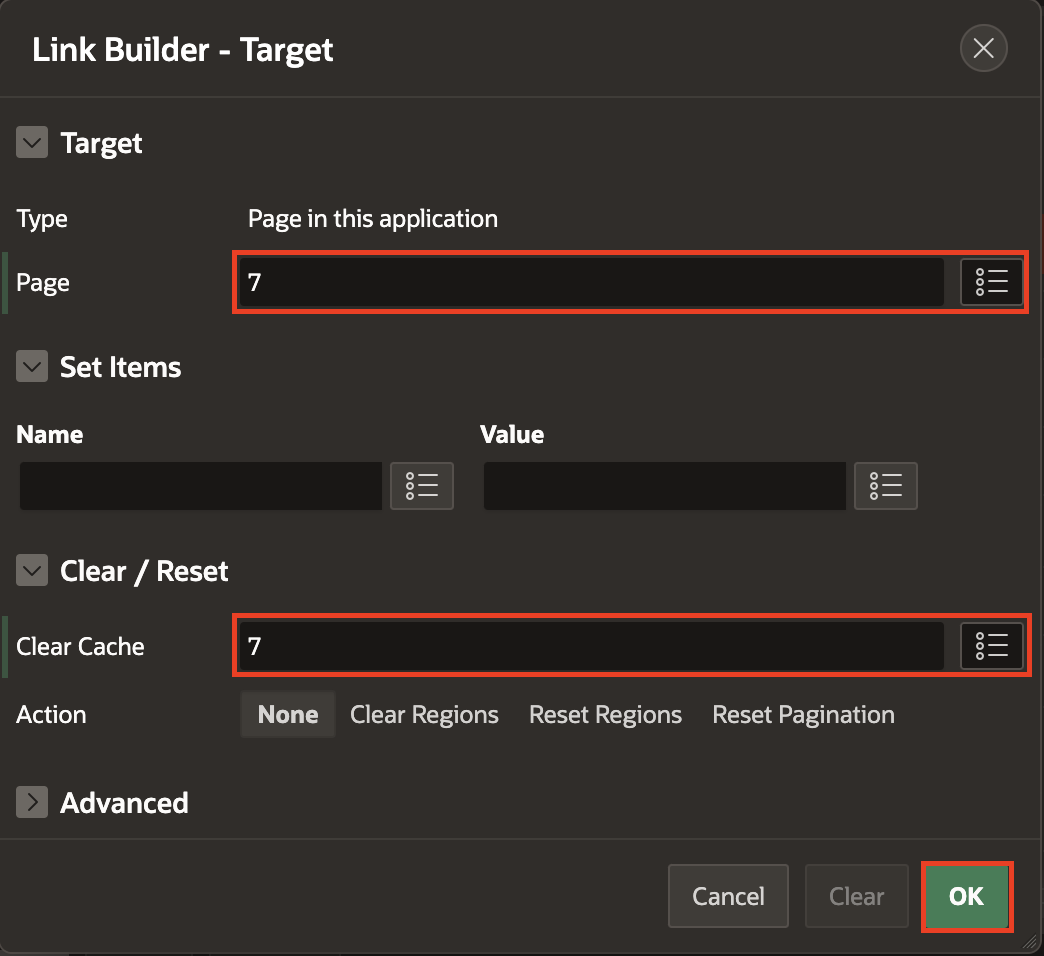 Link Builder - Target
Target
Type Page in this application
Page 7
Set Items
Name Value
Clear / Reset
Clear Cache 7
Action None Clear Regions Reset Regions Reset Pagination
Advanced
Cancel Clear OK